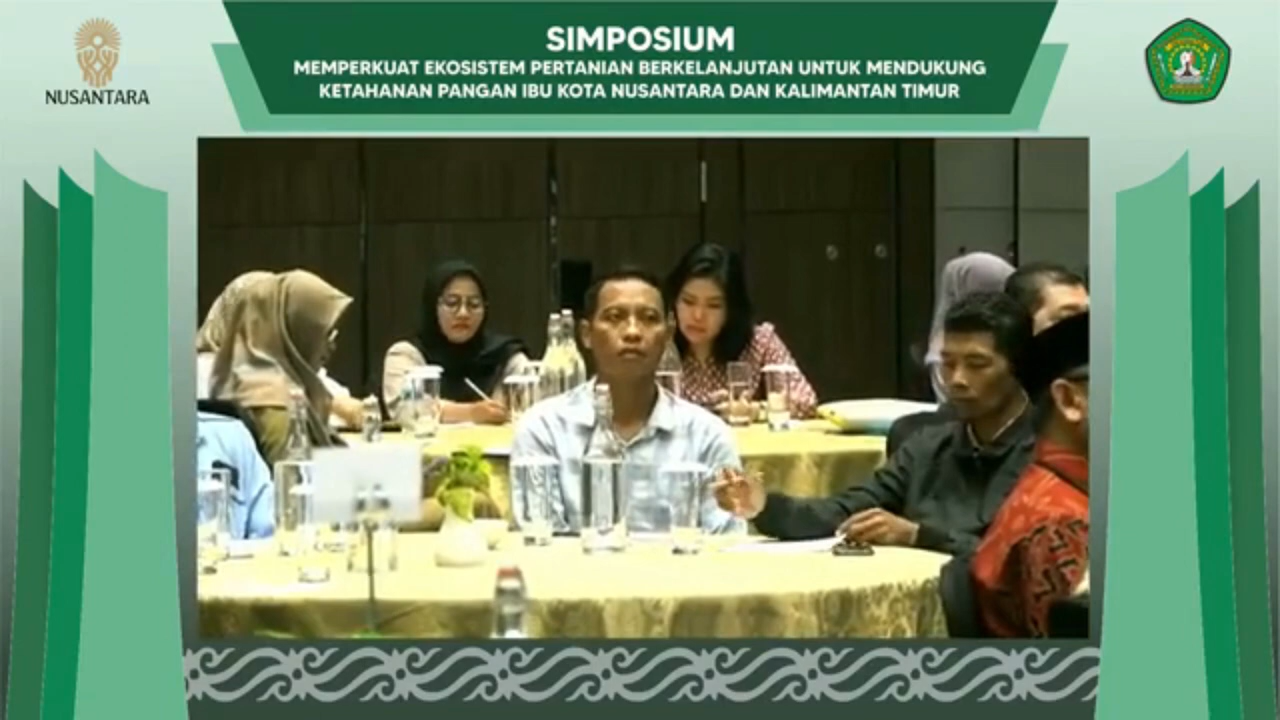 SIMPOSIUM
MEMPERKUAT EKOSISTEM PERTANIAN BERKELANJUTAN UNTUK MENDUKUNG
KETAHANAN PANGAN IBU KOTA NUSANTARA DAN KALIMANTAN TIMUR
NUSANTARA